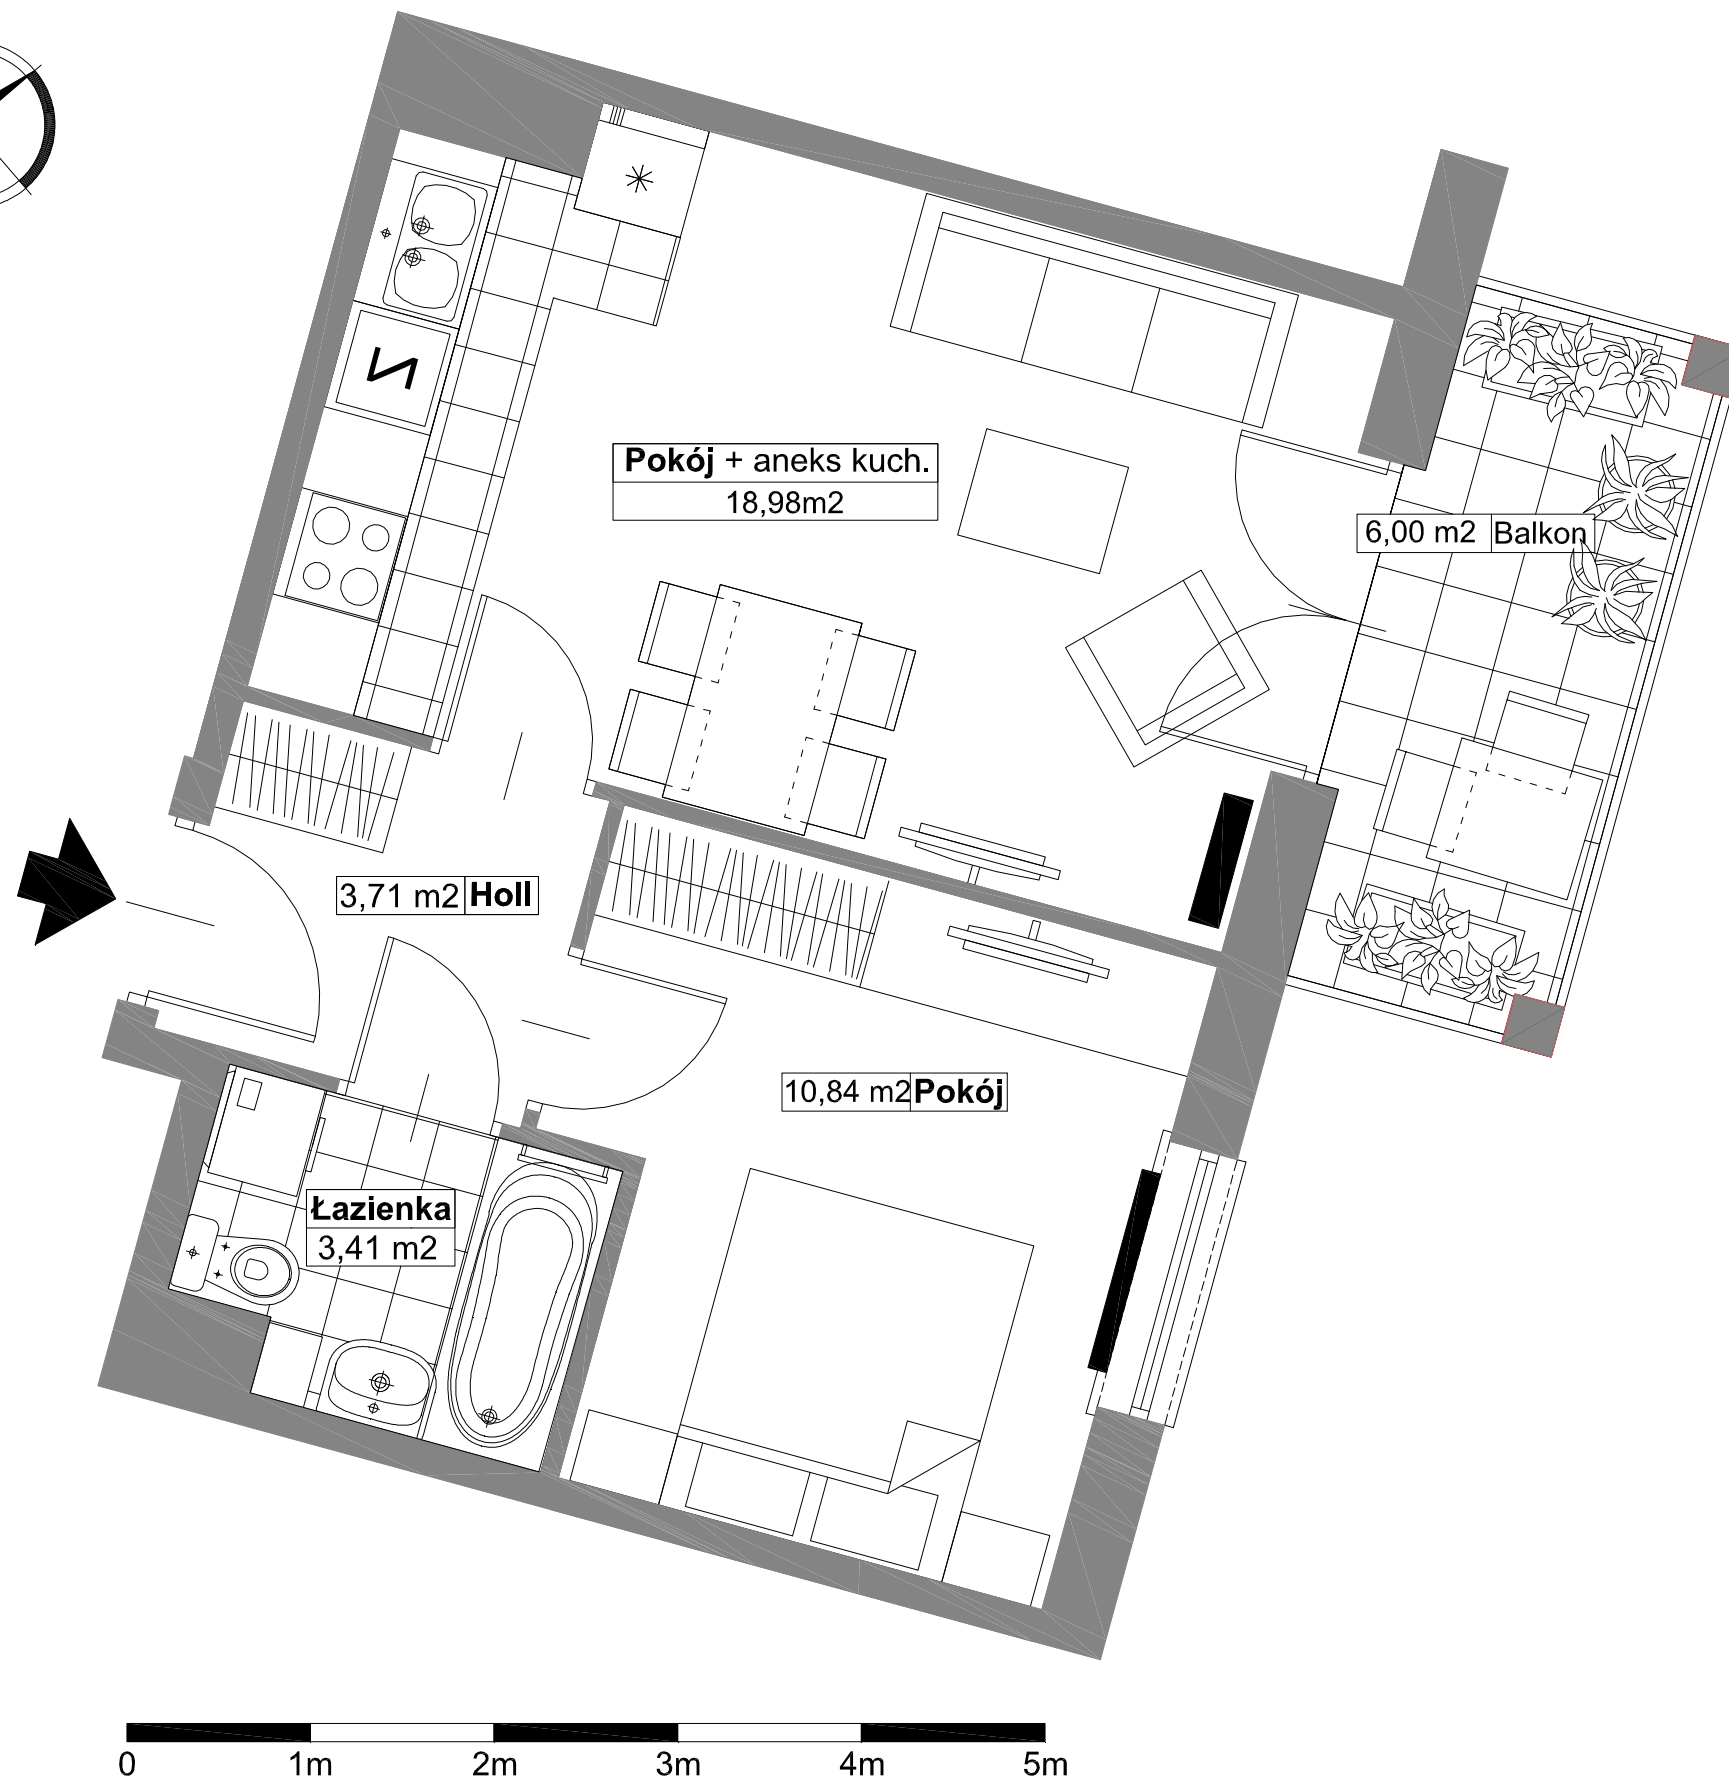 Pokój + aneks kuch.
18,98m2
6,00 m2 Balkon
3,71 m2 Holl
10,84 m2 Pokój
Łazienka
3,41 m2
0 1m 2m 3m 4m 5m